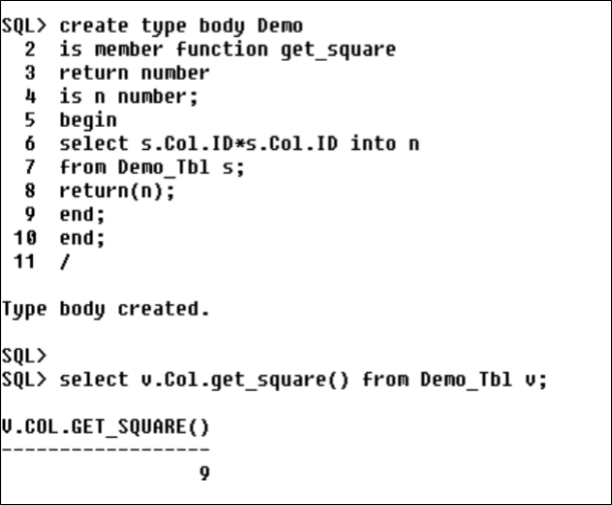 SQL> create type body Demo
2 is member function get_square
3 return number
4 is n number;
5 begin
6 select s.Col.ID*s.Col.ID into n
7 from Demo_Tbl s;
8 return(n);
9 end;
10 end;
11 /
Type body created.
SQL>
SQL> select v.Col.get_square() from Demo_Tbl v;
V.COL.GET_SQUARE()
------------------
9